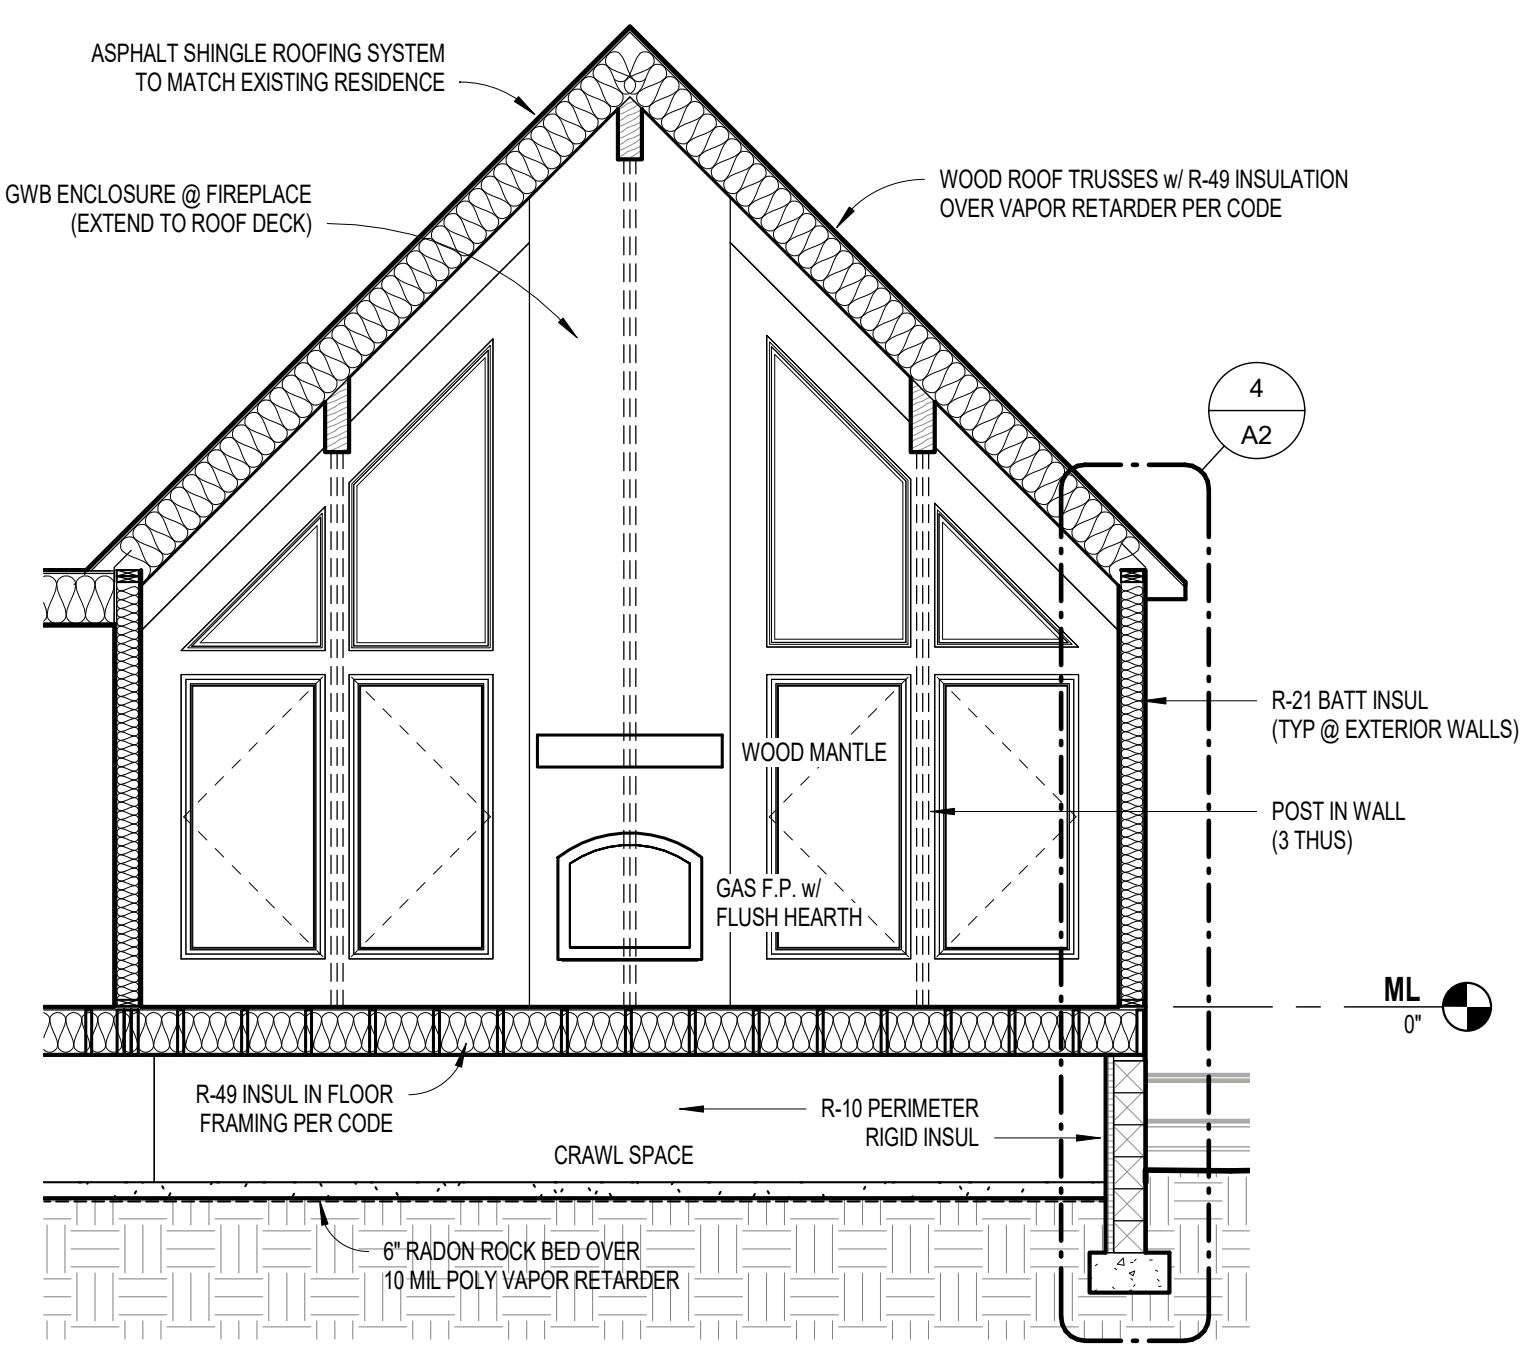 ASPHALT SHINGLE ROOFING SYSTEM
TO MATCH EXISTING RESIDENCE
GWB ENCLOSURE @ FIREPLACE
(EXTEND TO ROOF DECK)
WOOD ROOF TRUSSES w/ R-49 INSULATION
OVER VAPOR RETARDER PER CODE
4
A2
R-21 BATT INSUL
(TYP @ EXTERIOR WALLS)
WOOD MANTLE
POST IN WALL
(3 THUS)
GAS F.P. w/
FLUSH HEARTH
ML
0"
R-49 INSUL IN FLOOR
FRAMING PER CODE
R-10 PERIMETER
RIGID INSUL
CRAWL SPACE
6" RADON ROCK BED OVER
10 MIL POLY VAPOR RETARDER